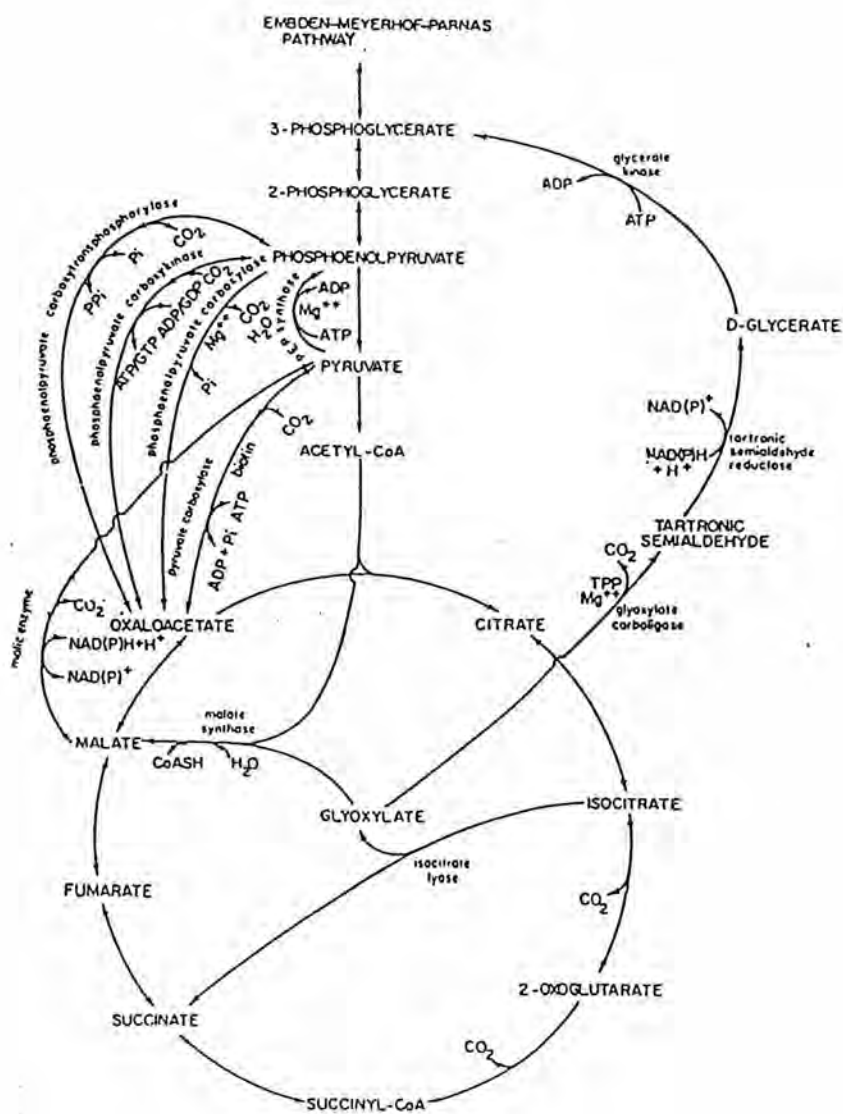 EMBDEN-MEYERHOF-PARNAS
PATHWAY
3-PHOSPHOGLYCERATE
glycerate
kinase
ADP
ATP
2-PHOSPHOGLYCERATE
phosphoenolpyruvate carboxytransphosphorylase
CO2
Pi
PPi
PHOSPHOENOLPYRUVATE
phosphoenolpyruvate carboxykinase
ATP/GTP ADP/GDP CO2
phosphoenolpyruvate carboxylase
Mg++
CO2
H2O
Pi
PEP synthase
ADP
Mg++
ATP
D-GLYCERATE
PYRUVATE
NAD(P)+
NAD(P)H
+ H+
tartronic
semialdehyde
reductase
CO2
biotin
pyruvate carboxylase
ADP + Pi ATP
ACETYL-CoA
TARTRONIC
SEMIALDEHYDE
CO2
TPP
Mg++
glyoxylate
carboligase
malic enzyme
CO2
OXALOACETATE
CITRATE
NAD(P)H+H+
NAD(P)+
malate
synthase
MALATE
CoASH
H2O
GLYOXYLATE
ISOCITRATE
isocitrate
lyase
FUMARATE
CO2
2-OXOGLUTARATE
SUCCINATE
CO2
SUCCINYL-CoA